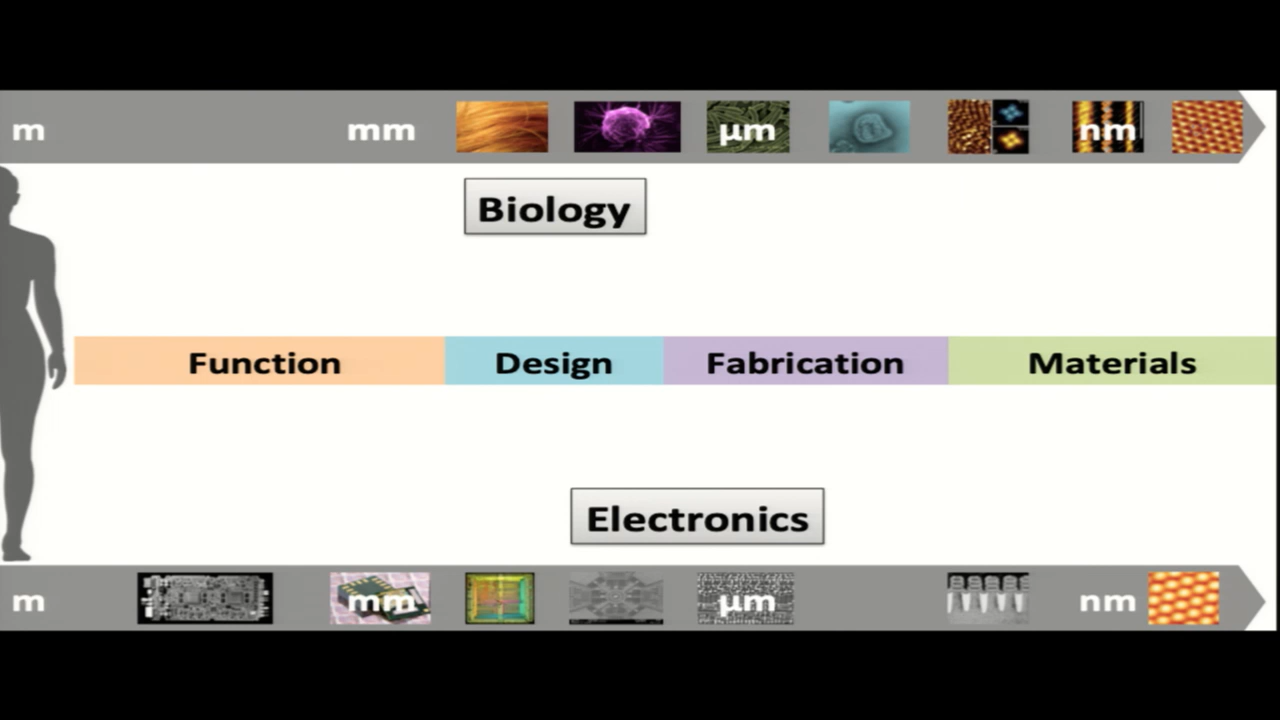 m mm μm nm
Biology
Function Design Fabrication Materials
Electronics
m mm μm nm